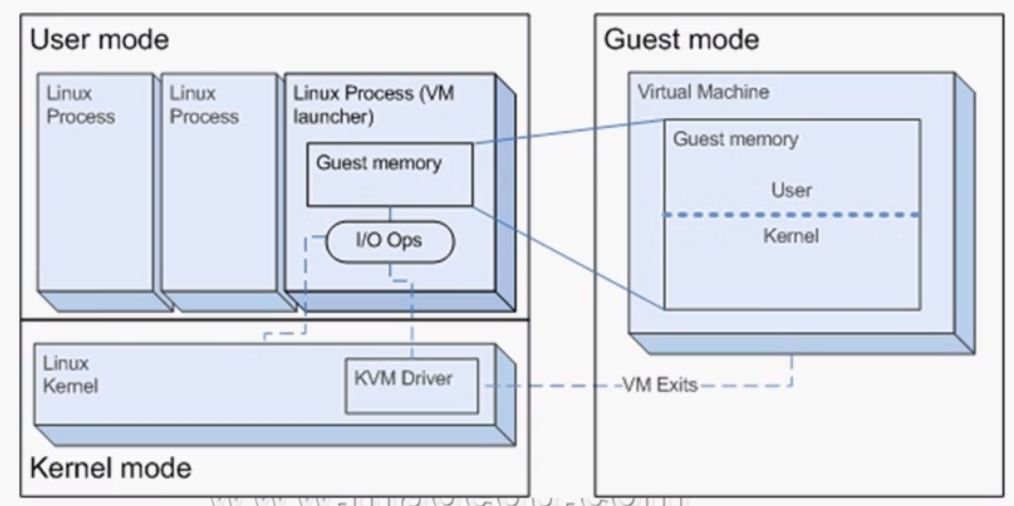 User mode
Linux
Process
Linux
Process
Linux Process (VM
launcher)
Guest memory
I/O Ops
Linux
Kernel
KVM Driver
Kernel mode
Guest mode
Virtual Machine
Guest memory
User
Kernel
VM Exits